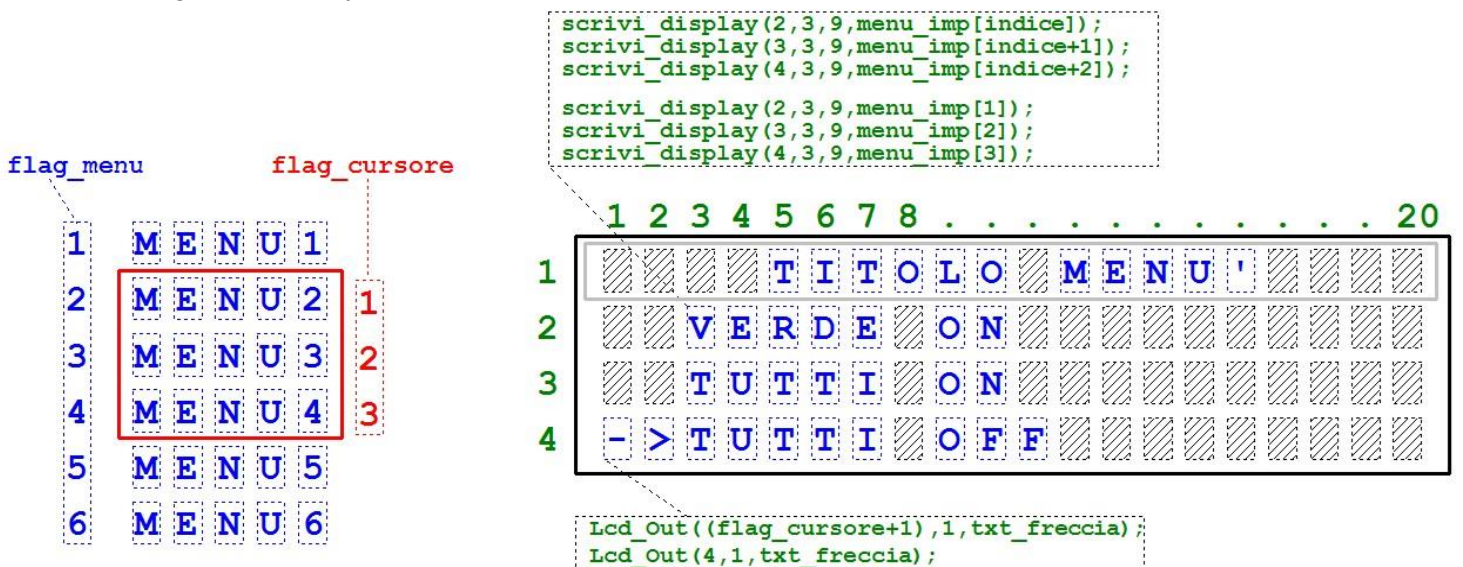 scrivi_display(2,3,9,menu_imp[indice]);
scrivi_display(3,3,9,menu_imp[indice+1]);
scrivi_display(4,3,9,menu_imp[indice+2]);
scrivi_display(2,3,9,menu_imp[1]);
scrivi_display(3,3,9,menu_imp[2]);
scrivi_display(4,3,9,menu_imp[3]);
flag_menu flag_cursore
1 MENU1
2 MENU2 1
3 MENU3 2
4 MENU4 3
5 MENU5
6 MENU6
1 2 3 4 5 6 7 8 . . . . . . . . . . . 20
1 TITOLO MENU'
2 VERDE ON
3 TUTTI ON
4 ->TUTTI OFF
Lcd_Out((flag_cursore+1),1,txt_freccia);
Lcd_Out(4,1,txt_freccia);